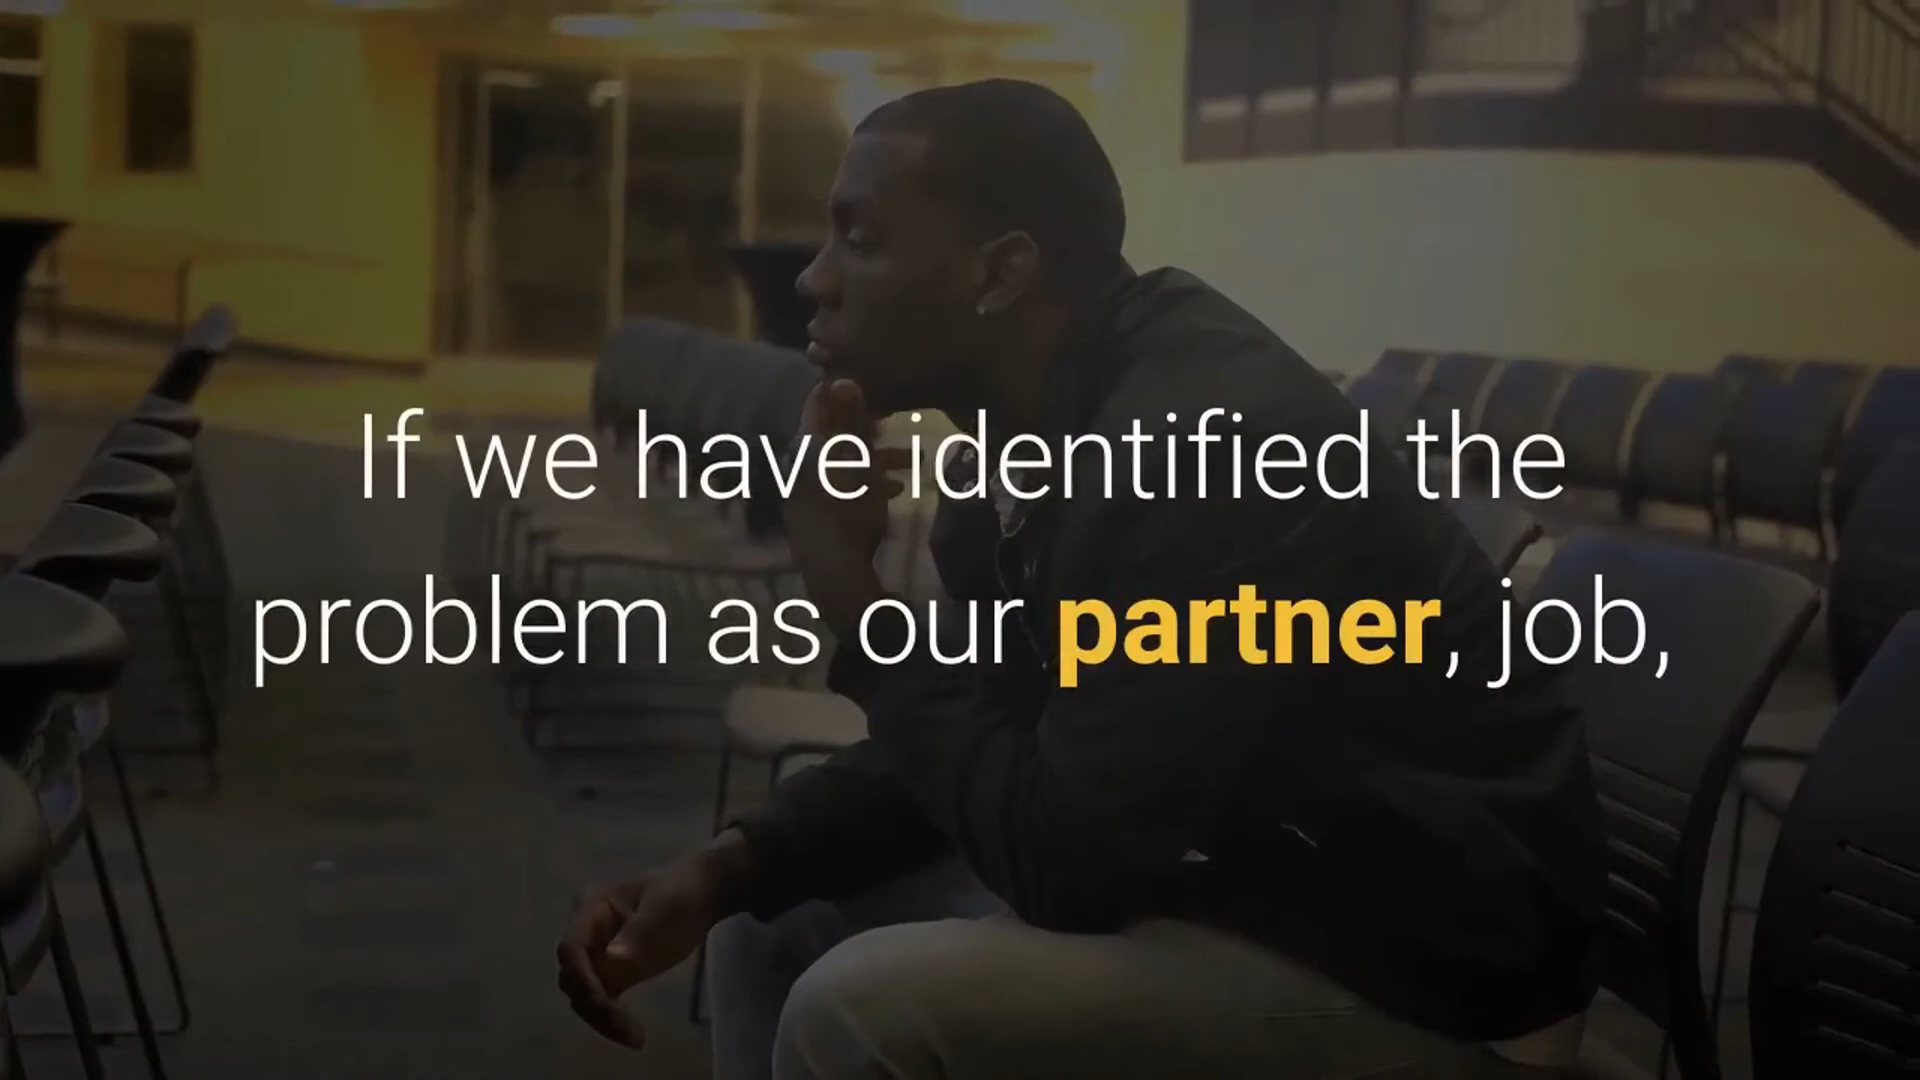 If we have identified the
problem as our partner, job,